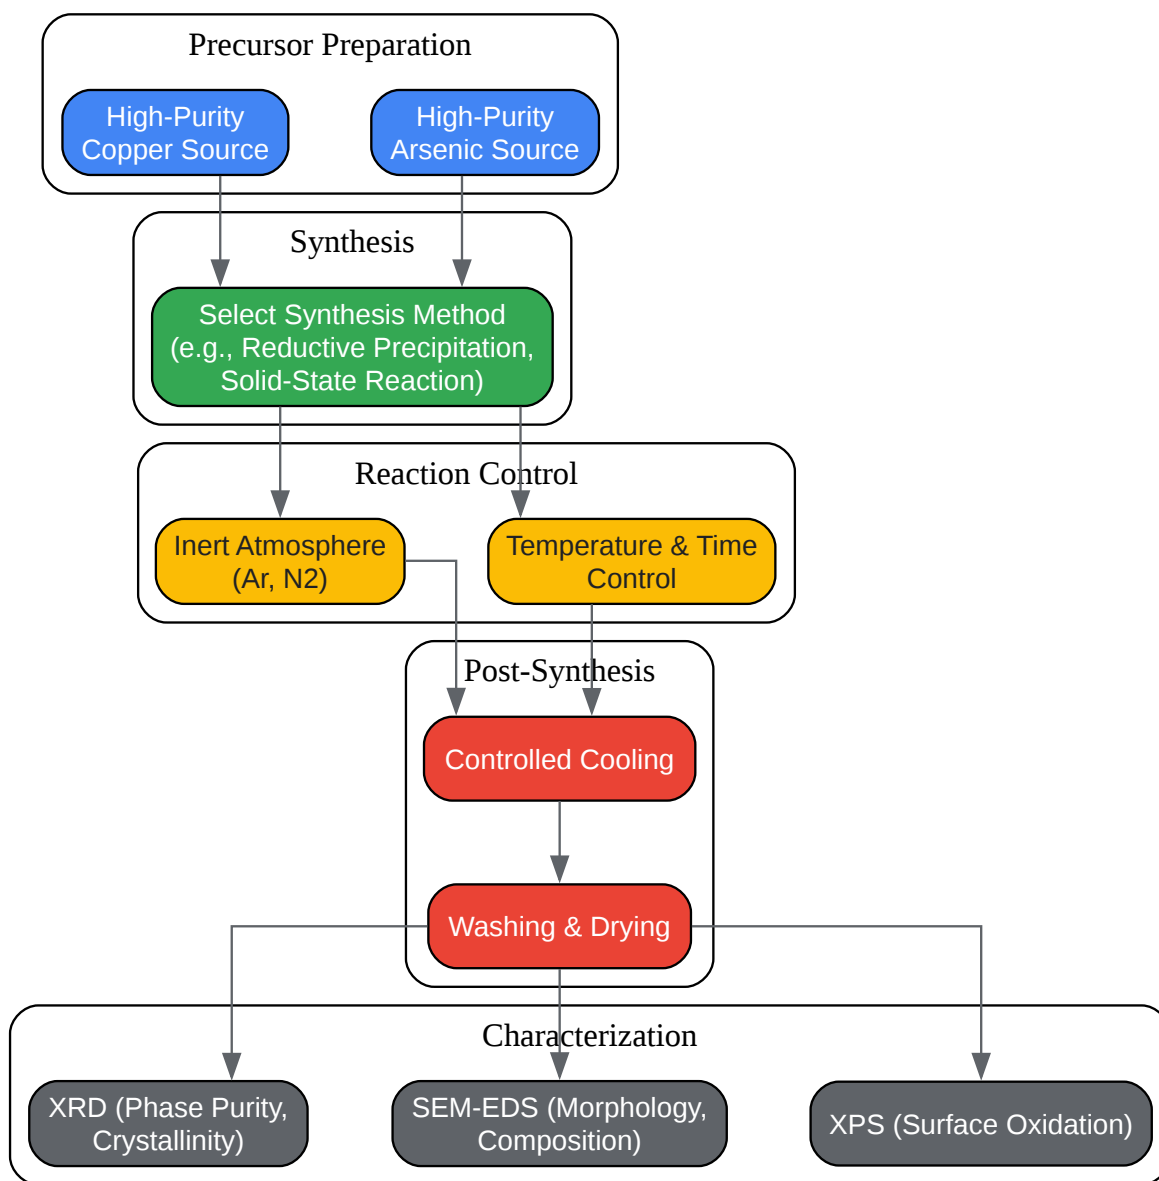 Precursor Preparation
High-Purity
Copper Source
High-Purity
Arsenic Source
Synthesis
Select Synthesis Method
(e.g., Reductive Precipitation,
Solid-State Reaction)
Reaction Control
Inert Atmosphere
(Ar, N2)
Temperature & Time
Control
Post-Synthesis
Controlled Cooling
Washing & Drying
Characterization
XRD (Phase Purity,
Crystallinity)
SEM-EDS (Morphology,
Composition)
XPS (Surface Oxidation)